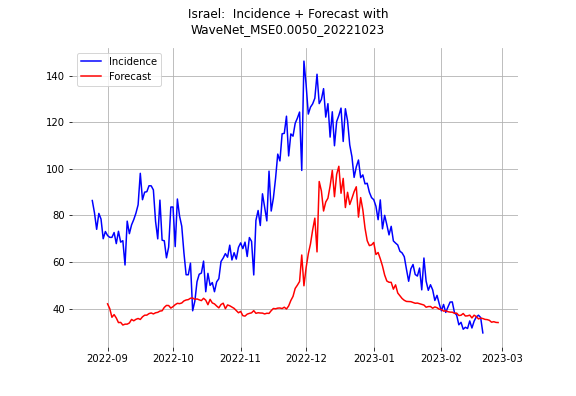 Israel:  Incidence + Forecast with
WaveNet_MSE0.0050_20221023
Incidence
Forecast
140
120
100
80
60
40
2022-09 2022-10 2022-11 2022-12 2023-01 2023-02 2023-03